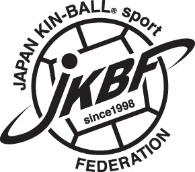 JAPAN KIN-BALL® sport
JKBF
since1998
FEDERATION